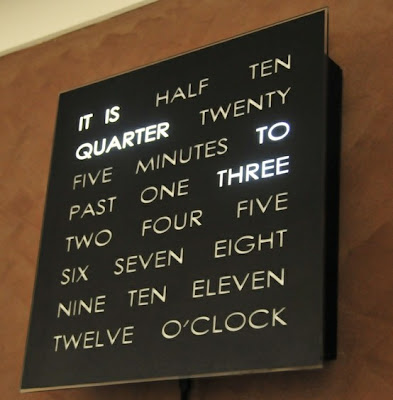 IT IS HALF TEN
QUARTER TWENTY
FIVE MINUTES TO
PAST ONE THREE
TWO FOUR FIVE
SIX SEVEN EIGHT
NINE TEN ELEVEN
TWELVE O'CLOCK